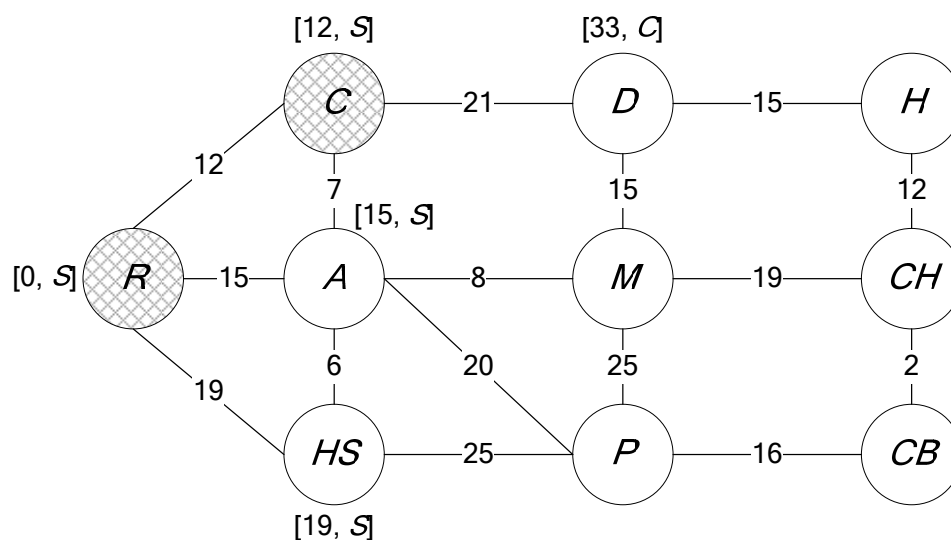 [12, S] [33, C]
C 21 D 15 H
12 7 15 12
[15, S]
[0, S] R 15 A 8 M 19 CH
19 6 20 25 2
HS 25 P 16 CB
[19, S]